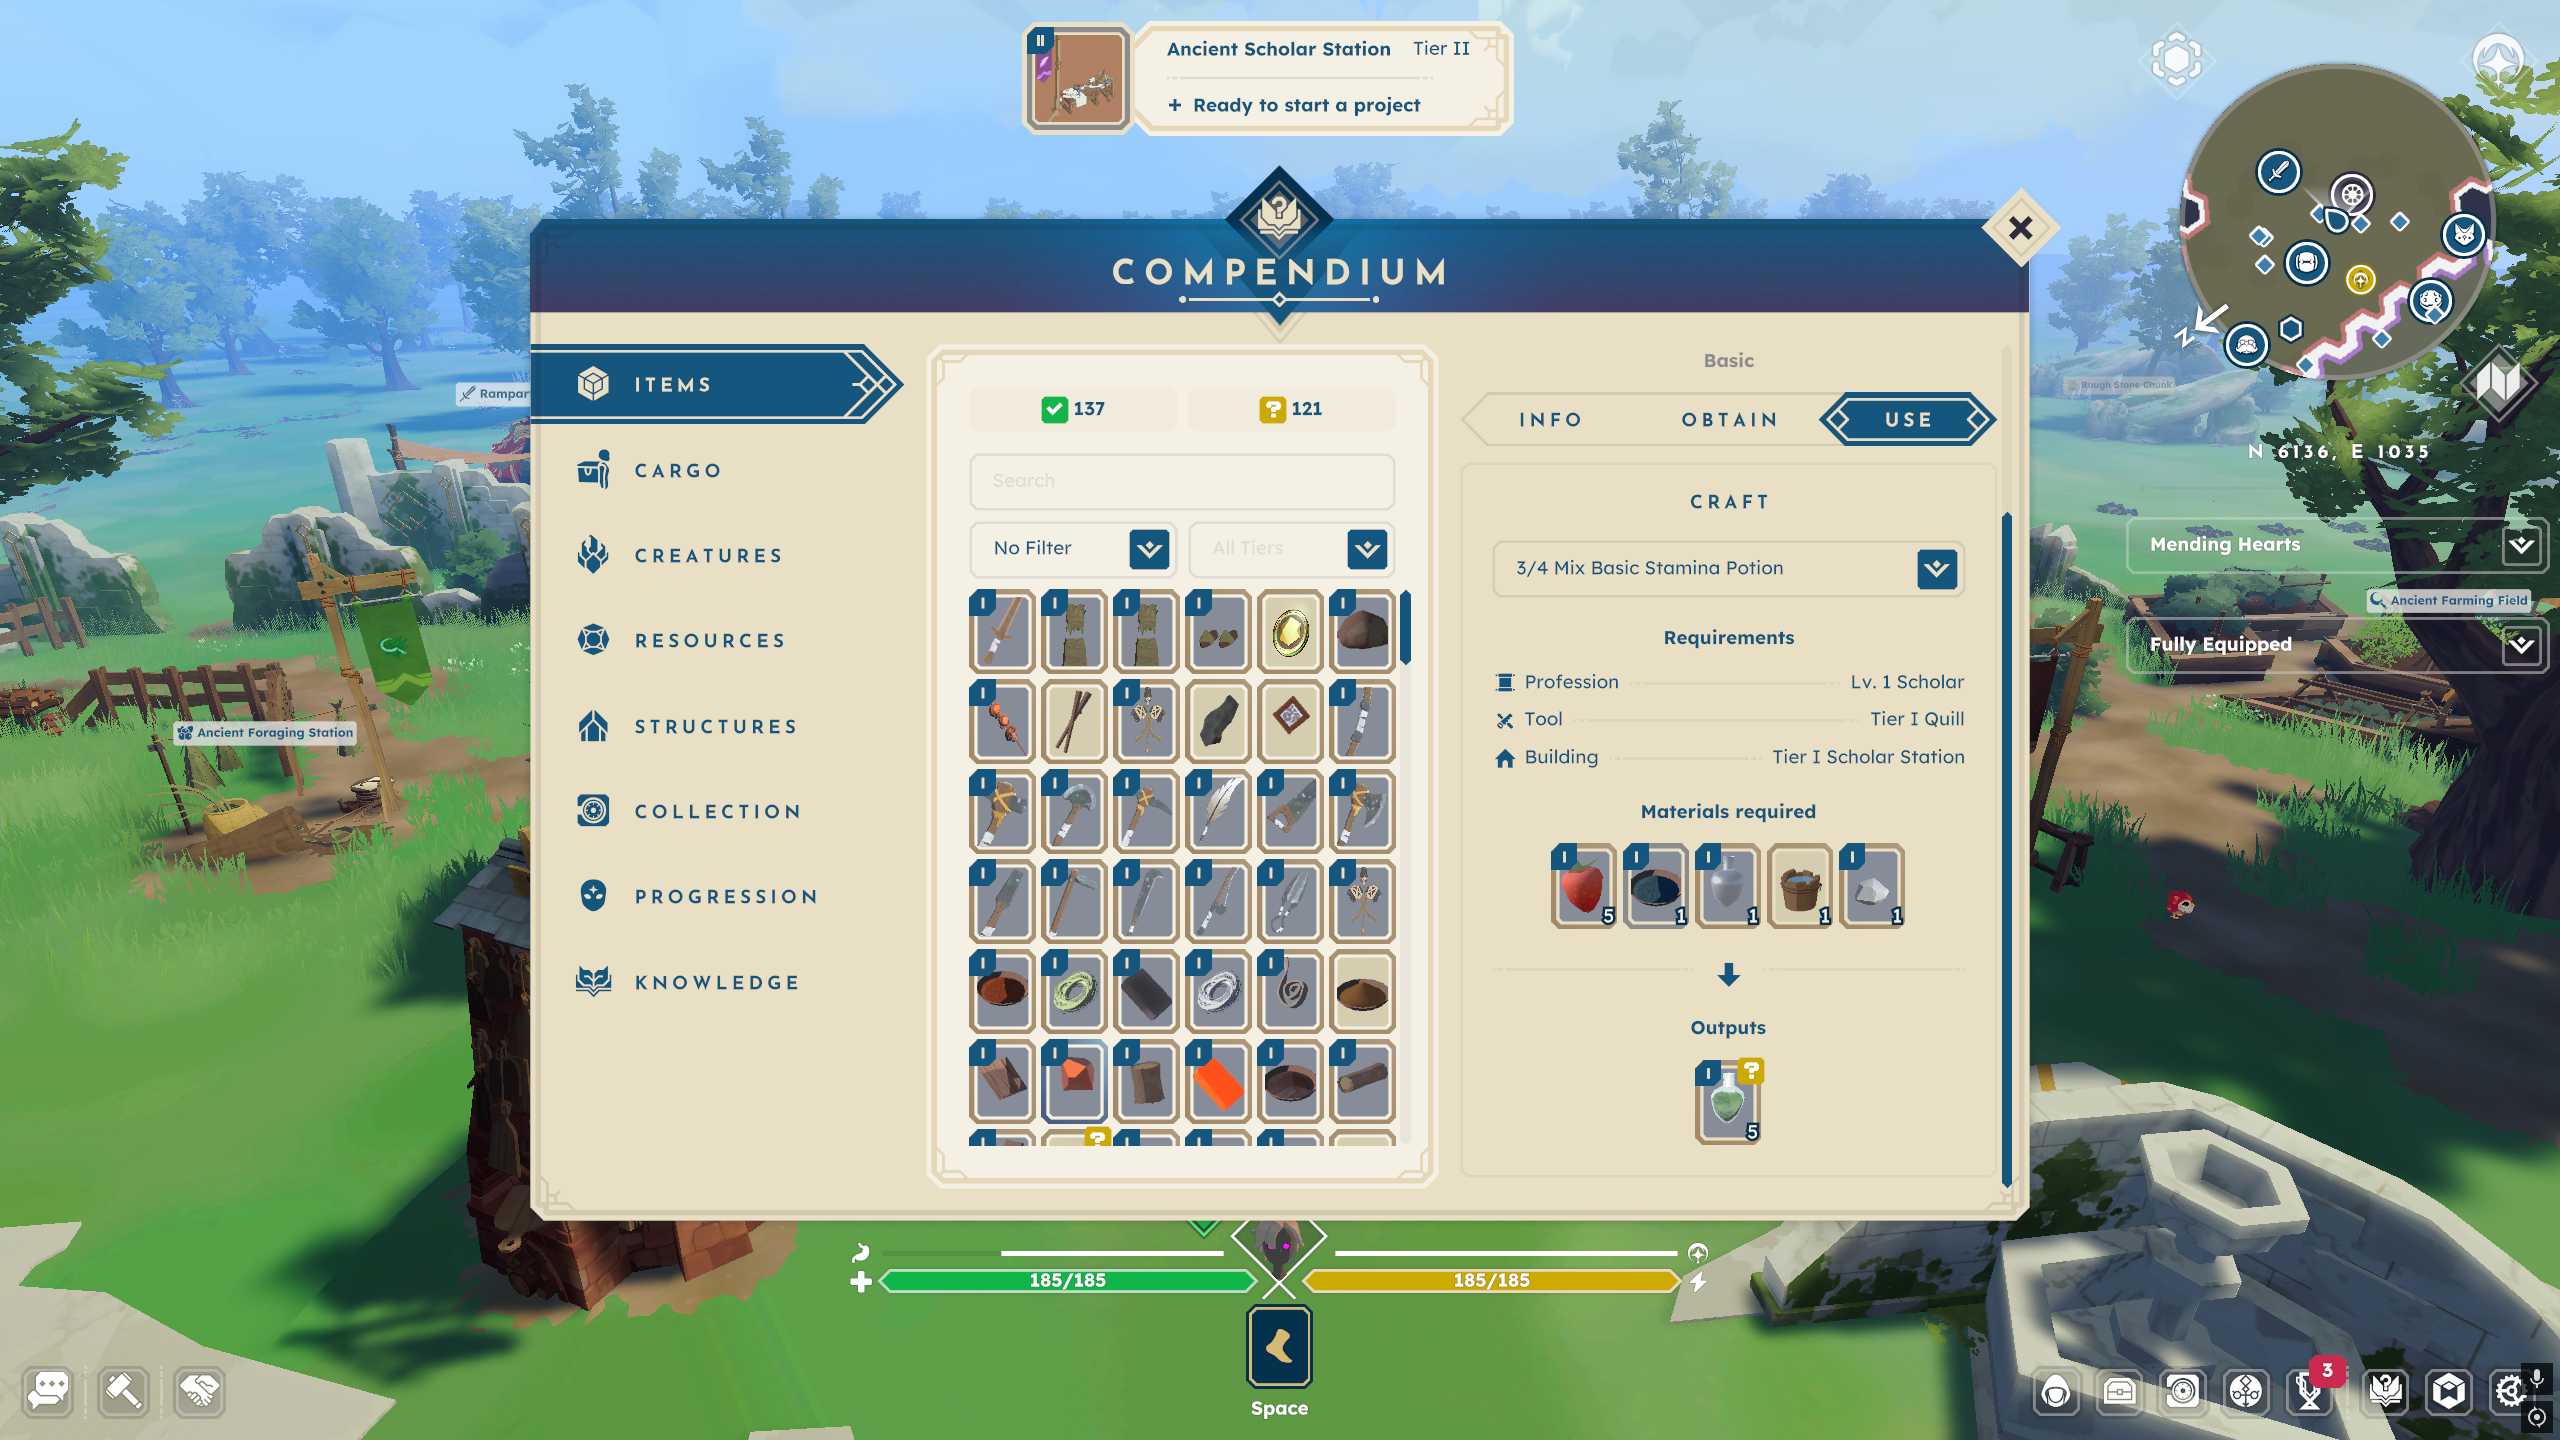 II
Ancient Scholar Station Tier II
+ Ready to start a project
COMPENDIUM
N
N 6136, E 1035
Rough Stone Chunk
Mending Hearts
Ancient Farming Field
Fully Equipped
Rampar
Ancient Foraging Station
ITEMS
CARGO
CREATURES
RESOURCES
STRUCTURES
COLLECTION
PROGRESSION
KNOWLEDGE
137
? 121
Search
No Filter
All Tiers
I I I I I
I I I
I I I I I I
I I I I I I
I I I I I
I I I I I I
I ? I I I
Basic
INFO OBTAIN USE
CRAFT
3/4 Mix Basic Stamina Potion
Requirements
Profession Lv. 1 Scholar
Tool Tier I Quill
Building Tier I Scholar Station
Materials required
I I I I
5 1 1 1 1
Outputs
I ?
5
185/185
185/185
Space
3